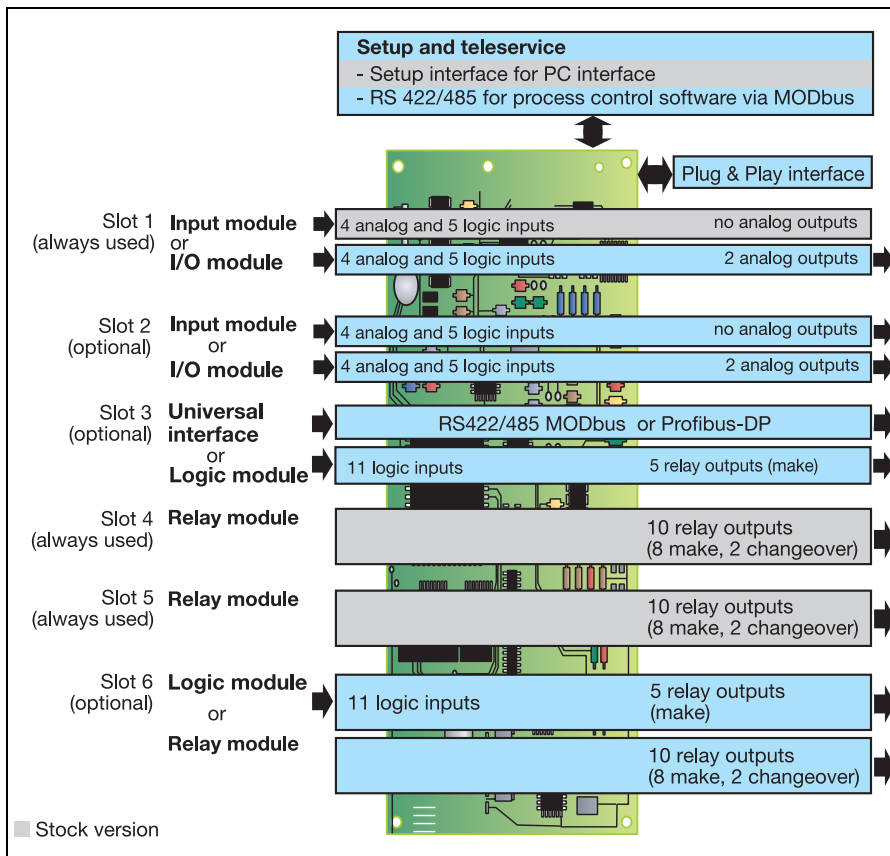 Setup and teleservice
- Setup interface for PC interface
- RS 422/485 for process control software via MODbus
Plug & Play interface
Slot 1
(always used)
Input module
or
I/O module
4 analog and 5 logic inputs no analog outputs
4 analog and 5 logic inputs 2 analog outputs
Slot 2
(optional)
Input module
or
I/O module
4 analog and 5 logic inputs no analog outputs
4 analog and 5 logic inputs 2 analog outputs
Slot 3
(optional)
Universal
interface
or
Logic module
RS422/485 MODbus or Profibus-DP
11 logic inputs 5 relay outputs (make)
Slot 4
(always used)
Relay module
10 relay outputs
(8 make, 2 changeover)
Slot 5
(always used)
Relay module
10 relay outputs
(8 make, 2 changeover)
Slot 6
(optional)
Logic module
or
Relay module
11 logic inputs
5 relay outputs
(make)
10 relay outputs
(8 make, 2 changeover)
Stock version